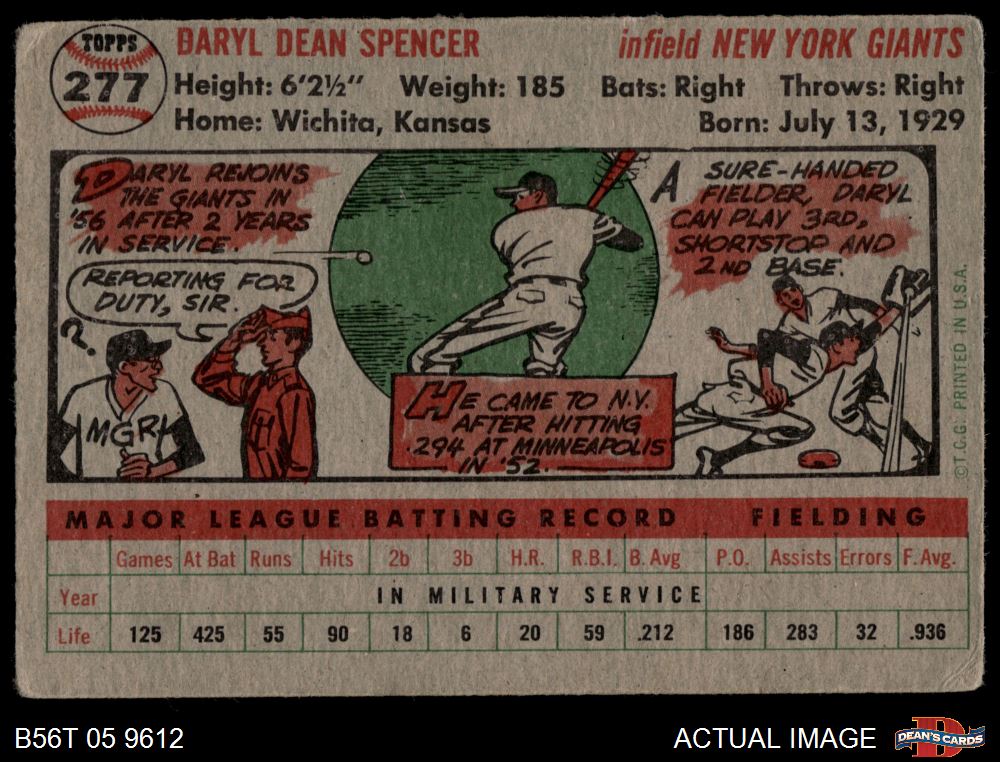 TOPPS
277
DARYL DEAN SPENCER
infield NEW YORK GIANTS
Height: 6'2½" Weight: 185 Bats: Right Throws: Right
Home: Wichita, Kansas Born: July 13, 1929
DARYL REJOINS
THE GIANTS IN
'56 AFTER 2 YEARS
IN SERVICE.
REPORTING FOR
DUTY, SIR.
?
MGR.
HE CAME TO N.Y.
AFTER HITTING
.294 AT MINNEAPOLIS
IN '52.
A SURE-HANDED
FIELDER, DARYL
CAN PLAY 3RD,
SHORTSTOP AND
2ND BASE.
©T.C.G. PRINTED IN U.S.A.
MAJOR LEAGUE BATTING RECORD FIELDING
Games At Bat Runs Hits 2b 3b H.R. R.B.I. B. Avg P.O. Assists Errors F. Avg.
Year IN MILITARY SERVICE
Life 125 425 55 90 18 6 20 59 .212 186 283 32 .936
B56T 05 9612
ACTUAL IMAGE
DEAN'S CARDS